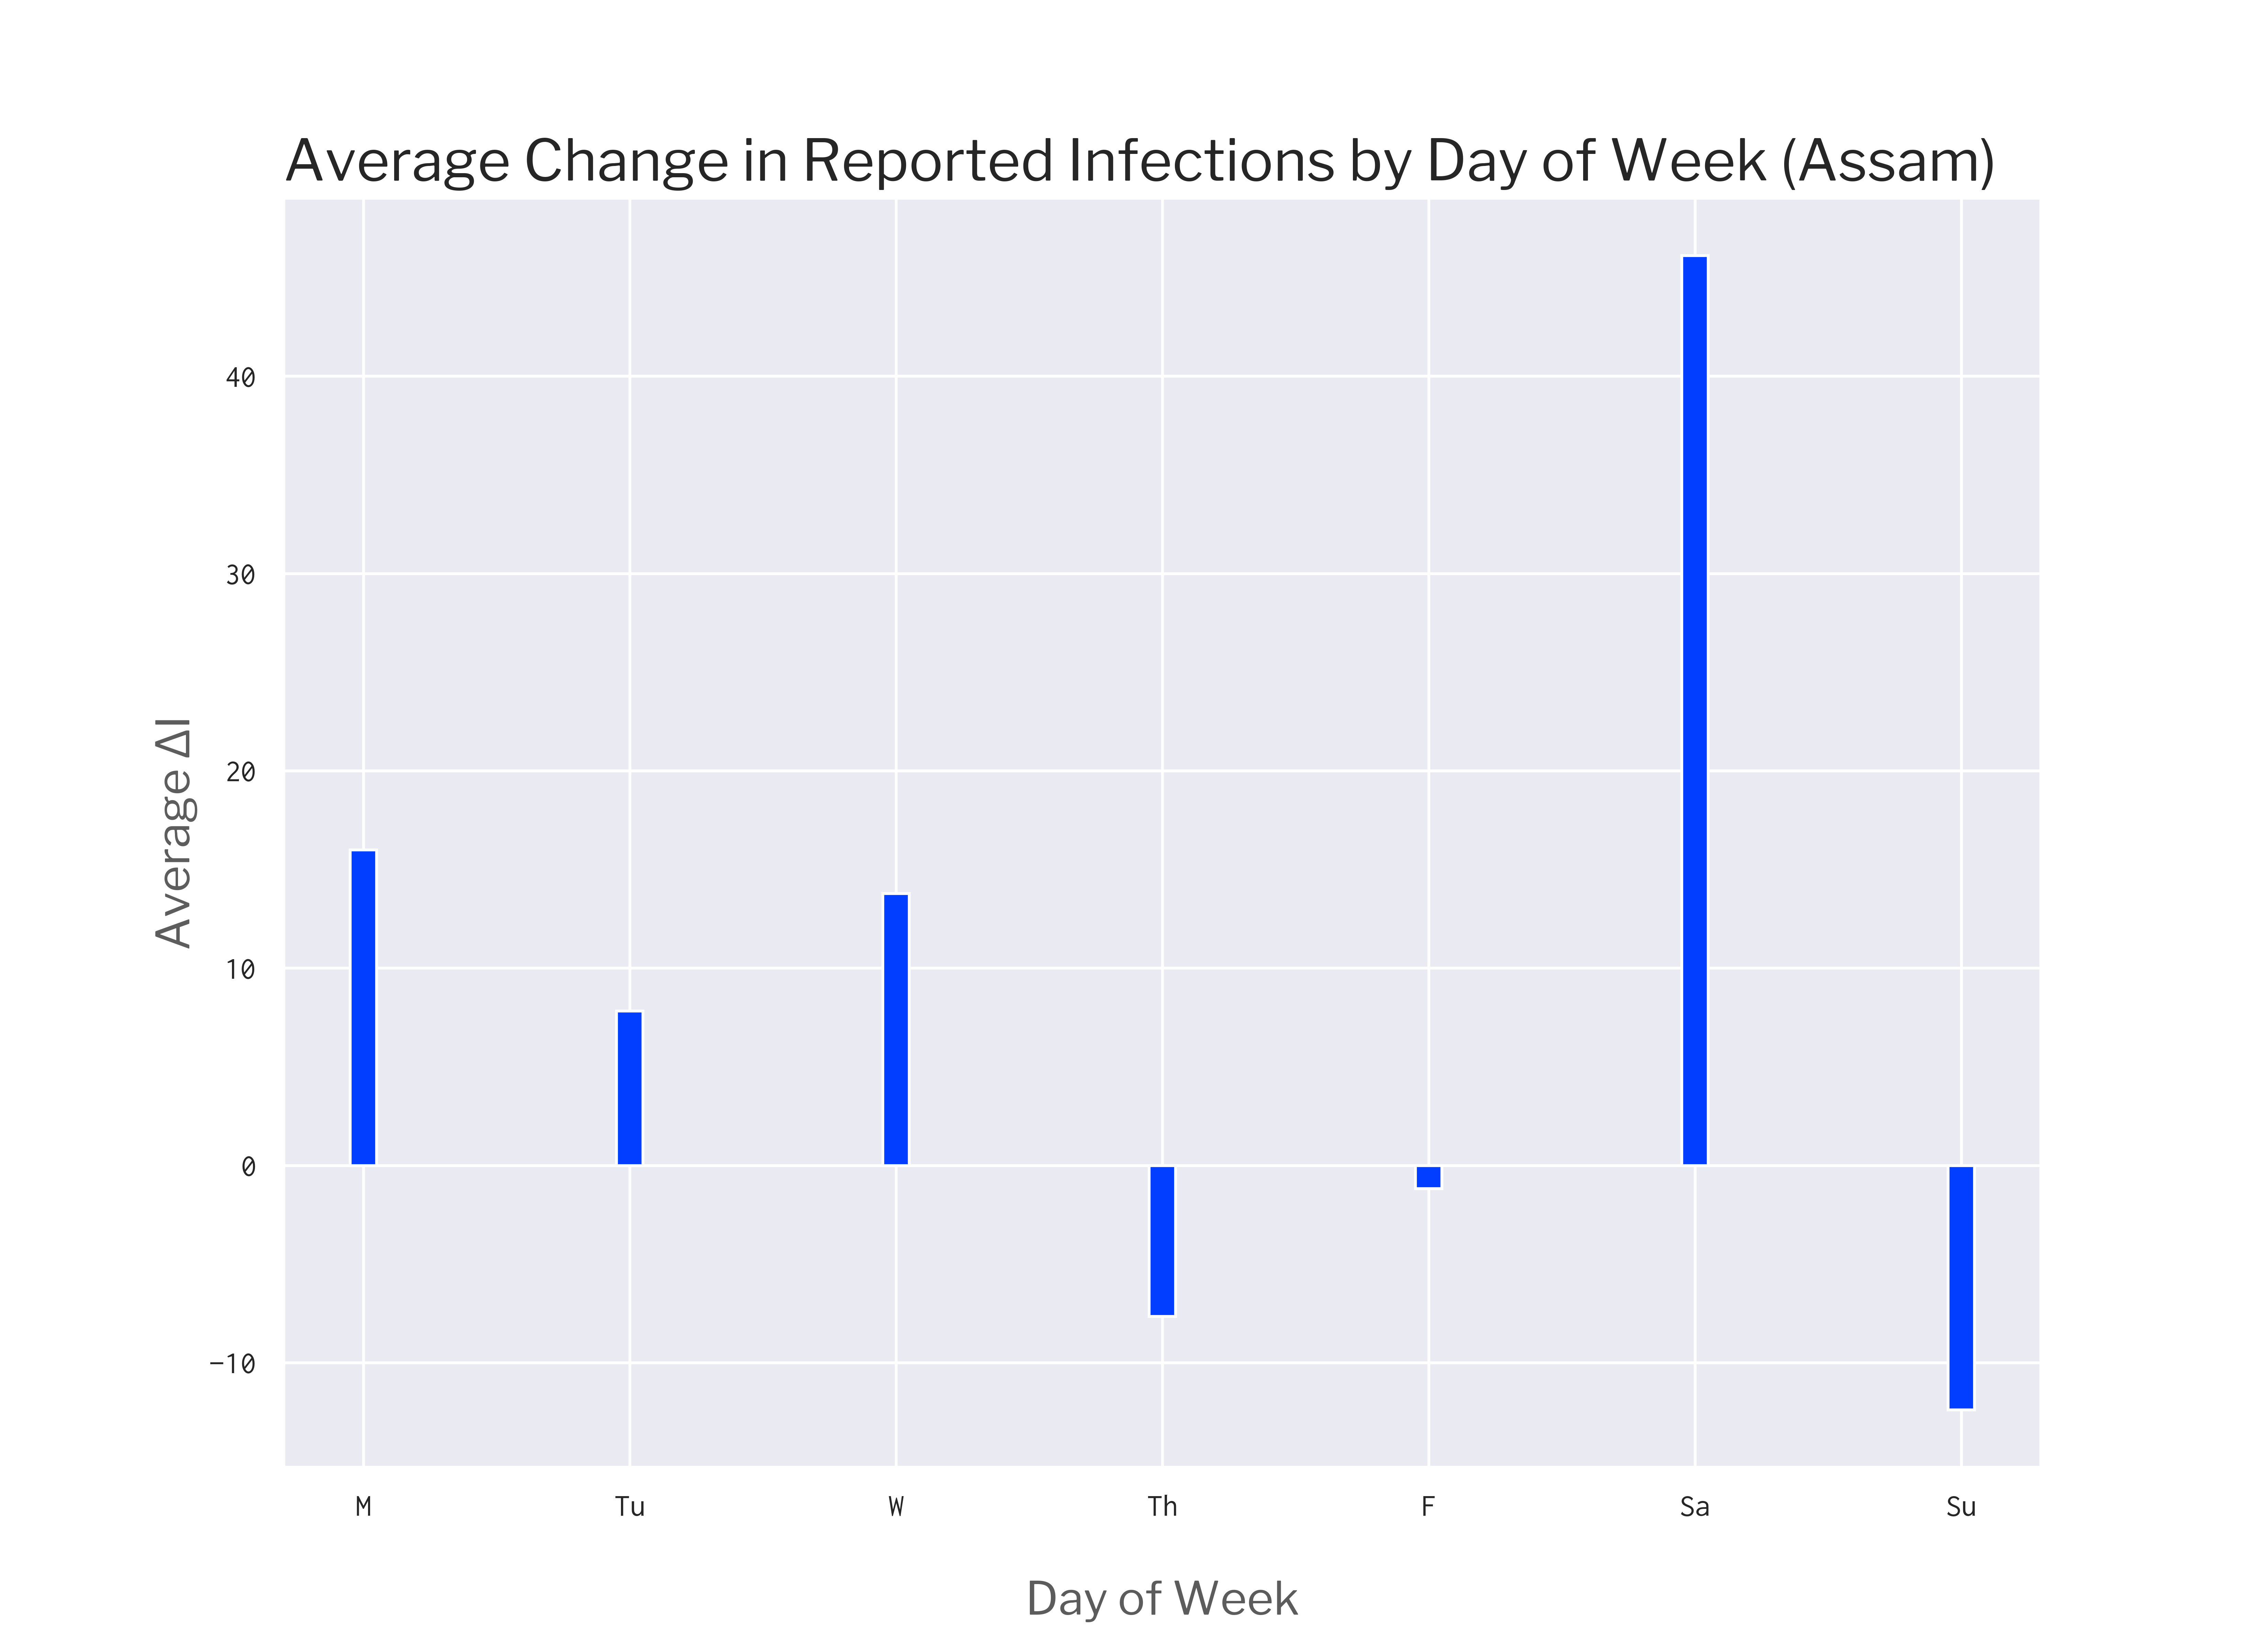 Average Change in Reported Infections by Day of Week (Assam)
Average ΔI
40
30
20
10
0
−10
M Tu W Th F Sa Su
Day of Week